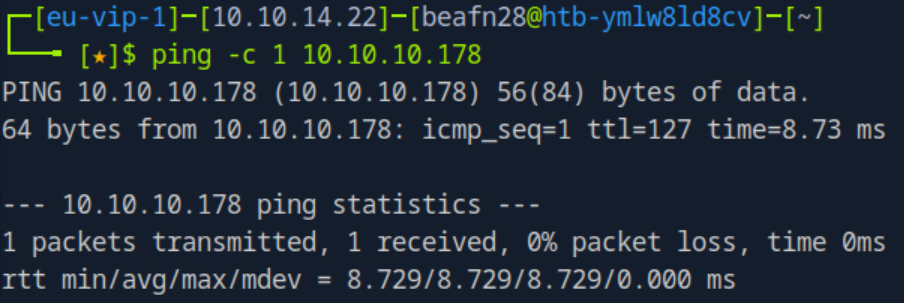 ┌─[eu-vip-1]─[10.10.14.22]─[beafn28@htb-ymlw8ld8cv]─[~]
└──╼ [★]$ ping -c 1 10.10.10.178
PING 10.10.10.178 (10.10.10.178) 56(84) bytes of data.
64 bytes from 10.10.10.178: icmp_seq=1 ttl=127 time=8.73 ms

--- 10.10.10.178 ping statistics ---
1 packets transmitted, 1 received, 0% packet loss, time 0ms
rtt min/avg/max/mdev = 8.729/8.729/8.729/0.000 ms